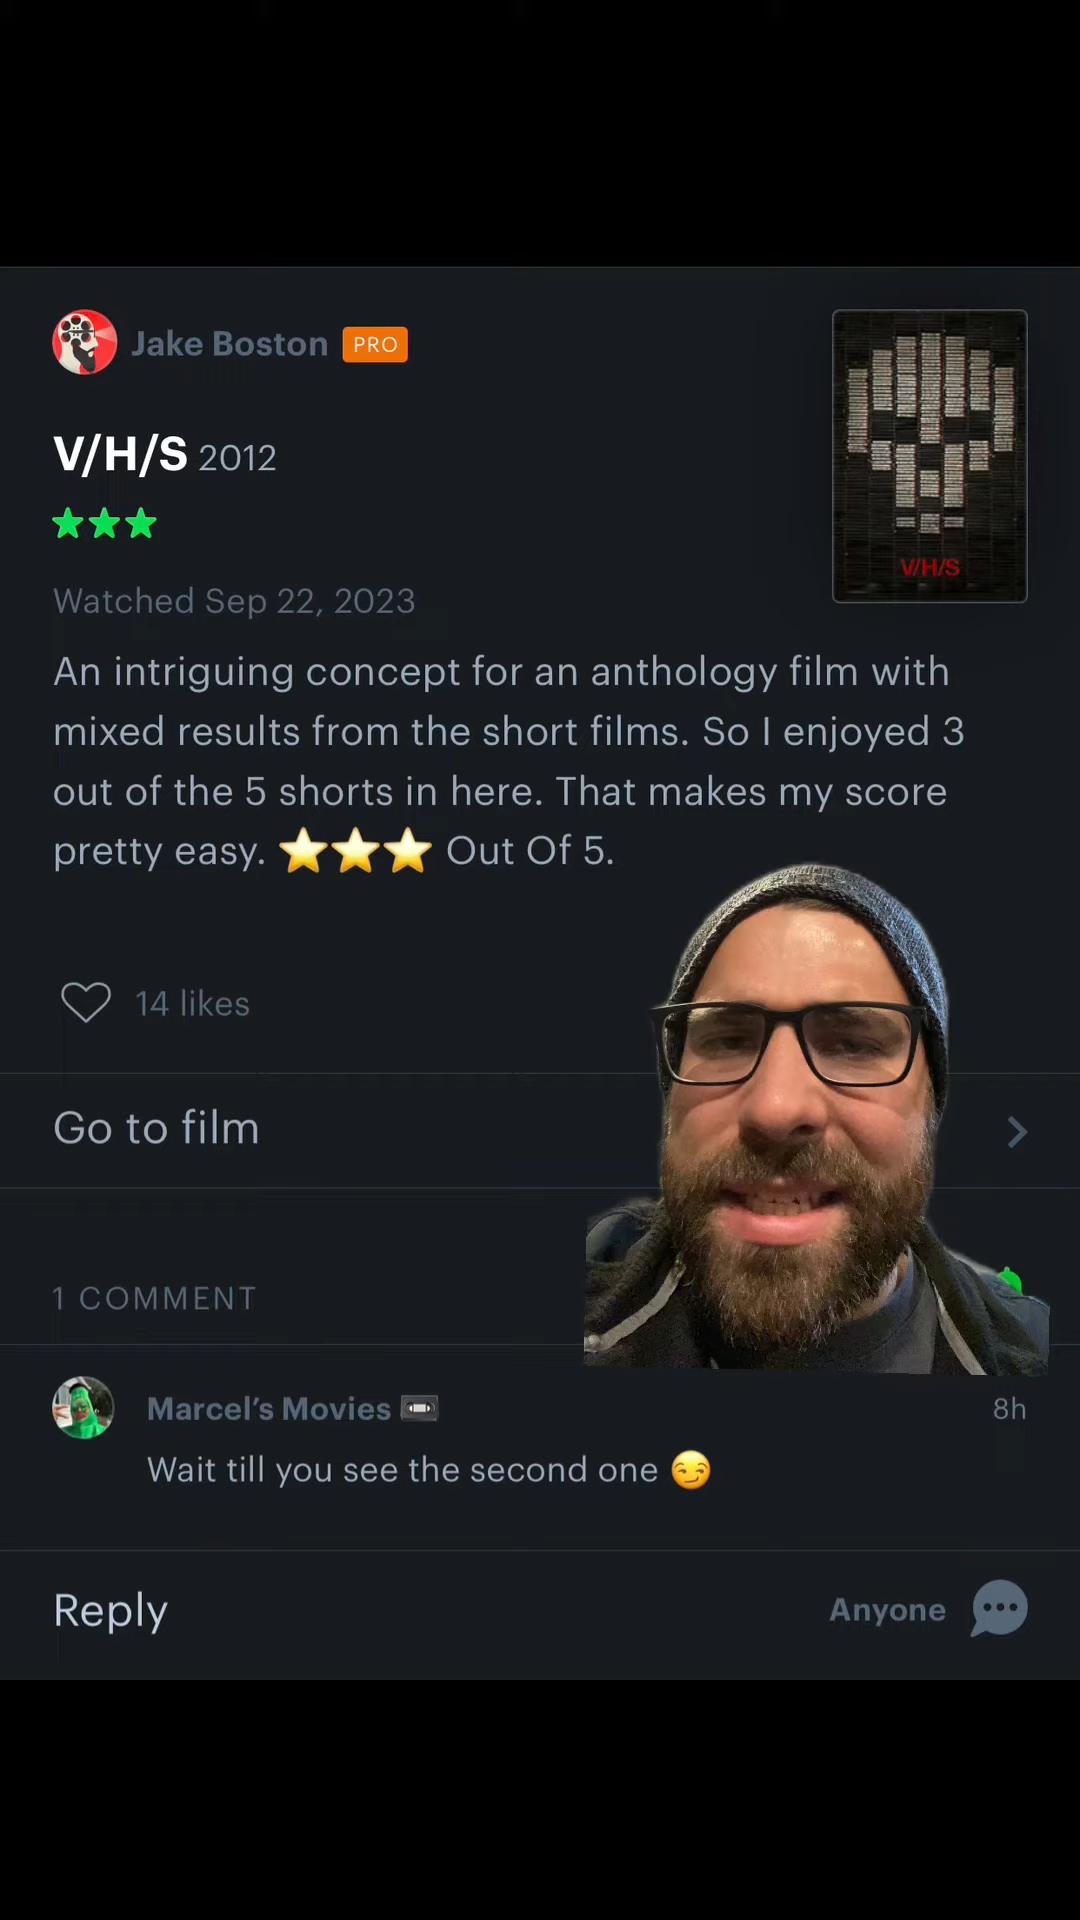 Jake Boston PRO
V/H/S 2012
★★★
Watched Sep 22, 2023
An intriguing concept for an anthology film with
mixed results from the short films. So I enjoyed 3
out of the 5 shorts in here. That makes my score
pretty easy. ⭐⭐⭐ Out Of 5.
V/H/S
14 likes
Go to film
1 COMMENT
Marcel’s Movies 📼 8h
Wait till you see the second one 😏
Reply Anyone